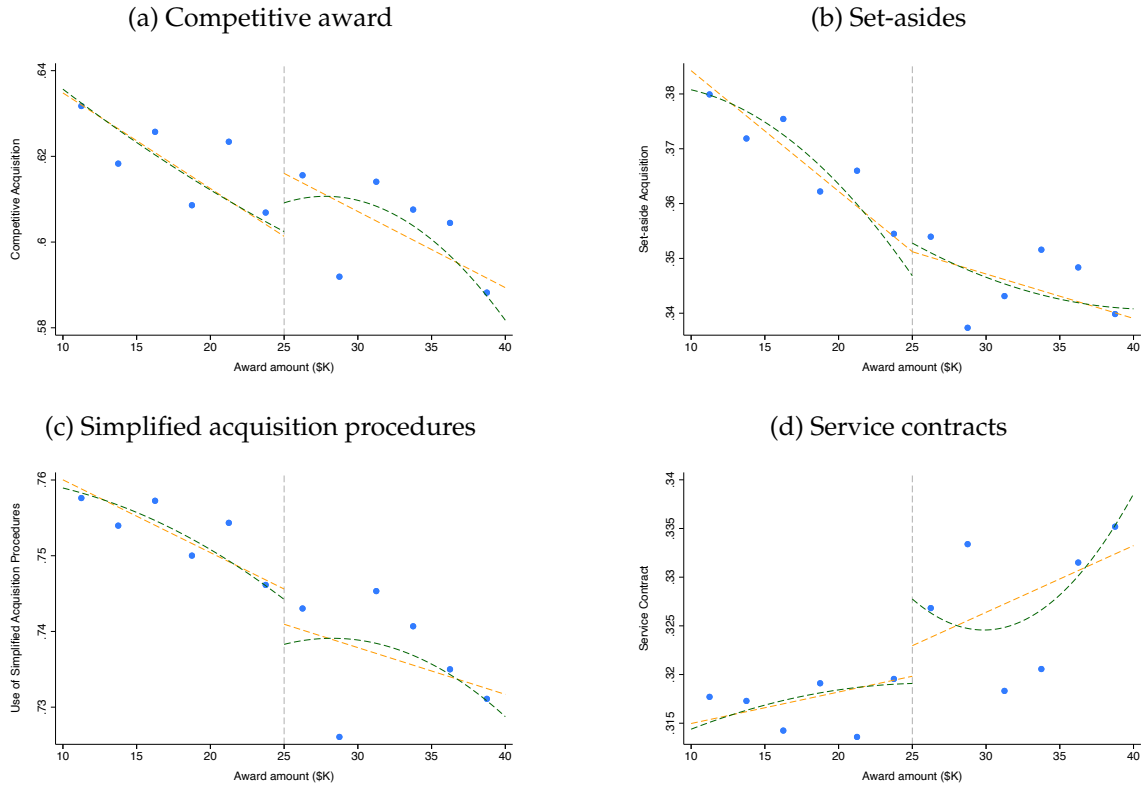 (a) Competitive award
(b) Set-asides
Competitive Acquisition
.64
.62
.6
.58
10 15 20 25 30 35 40
Award amount ($K)
Set-aside Acquisition
.38
.37
.36
.35
.34
10 15 20 25 30 35 40
Award amount ($K)
(c) Simplified acquisition procedures
(d) Service contracts
Use of Simplified Acquisition Procedures
.76
.75
.74
.73
10 15 20 25 30 35 40
Award amount ($K)
Service Contract
.34
.335
.33
.325
.32
.315
10 15 20 25 30 35 40
Award amount ($K)